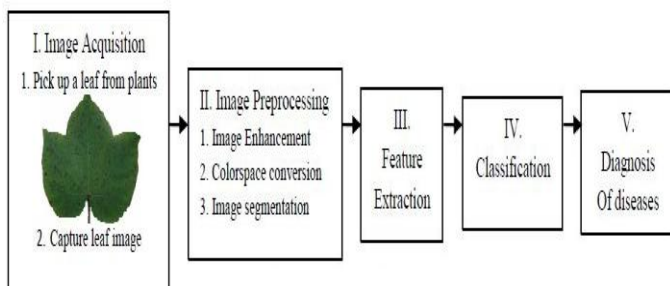 I. Image Acquisition
1. Pick up a leaf from plants
2. Capture leaf image
II. Image Preprocessing
1. Image Enhancement
2. Colorspace conversion
3. Image segmentation
III.
Feature
Extraction
IV.
Classification
V.
Diagnosis
Of diseases